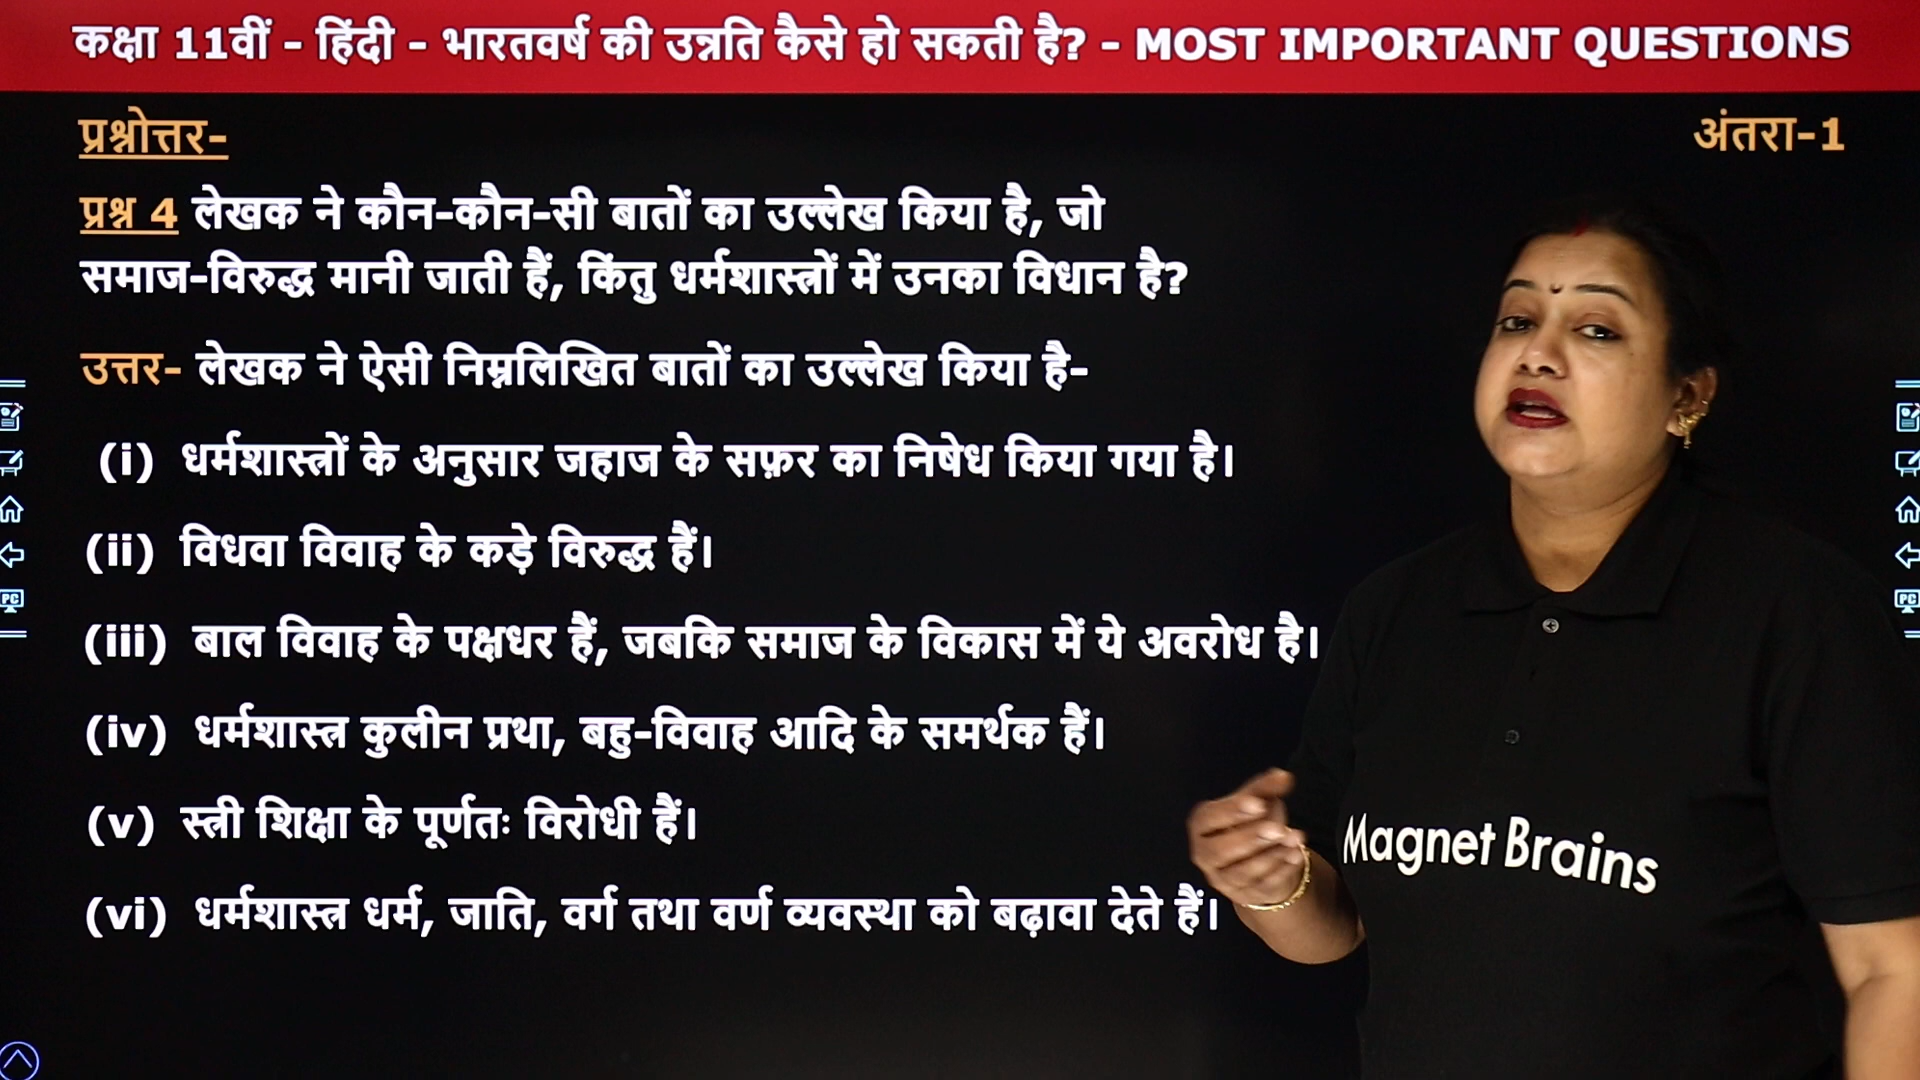 कक्षा 11वीं - हिंदी - भारतवर्ष की उन्नति कैसे हो सकती है? - MOST IMPORTANT QUESTIONS
प्रश्नोत्तर-
अंतरा-1
प्रश्न 4 लेखक ने कौन-कौन-सी बातों का उल्लेख किया है, जो
समाज-विरुद्ध मानी जाती हैं, किंतु धर्मशास्त्रों में उनका विधान है?
उत्तर- लेखक ने ऐसी निम्नलिखित बातों का उल्लेख किया है-
(i) धर्मशास्त्रों के अनुसार जहाज के सफ़र का निषेध किया गया है।
(ii) विधवा विवाह के कड़े विरुद्ध हैं।
(iii) बाल विवाह के पक्षधर हैं, जबकि समाज के विकास में ये अवरोध है।
(iv) धर्मशास्त्र कुलीन प्रथा, बहु-विवाह आदि के समर्थक हैं।
(v) स्त्री शिक्षा के पूर्णतः विरोधी हैं।
(vi) धर्मशास्त्र धर्म, जाति, वर्ग तथा वर्ण व्यवस्था को बढ़ावा देते हैं।
Magnet Brains
PC
PC